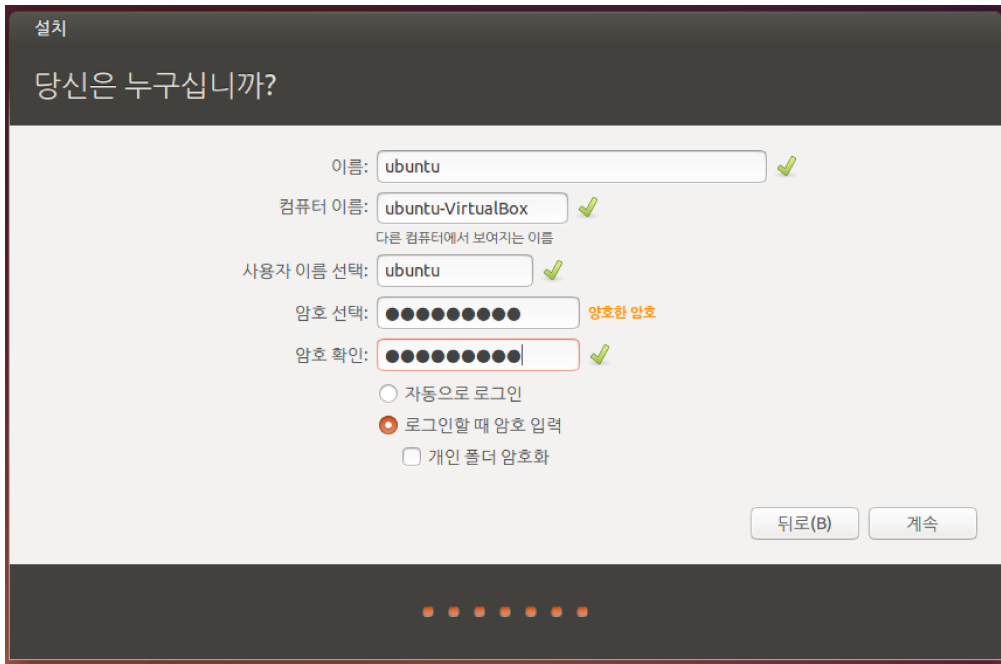 설치
당신은 누구십니까?
이름: ubuntu
컴퓨터 이름: ubuntu-VirtualBox
다른 컴퓨터에서 보여지는 이름
사용자 이름 선택: ubuntu
암호 선택: ●●●●●●●●● 양호한 암호
암호 확인: ●●●●●●●●●
자동으로 로그인
로그인할 때 암호 입력
개인 폴더 암호화
뒤로(B) 계속